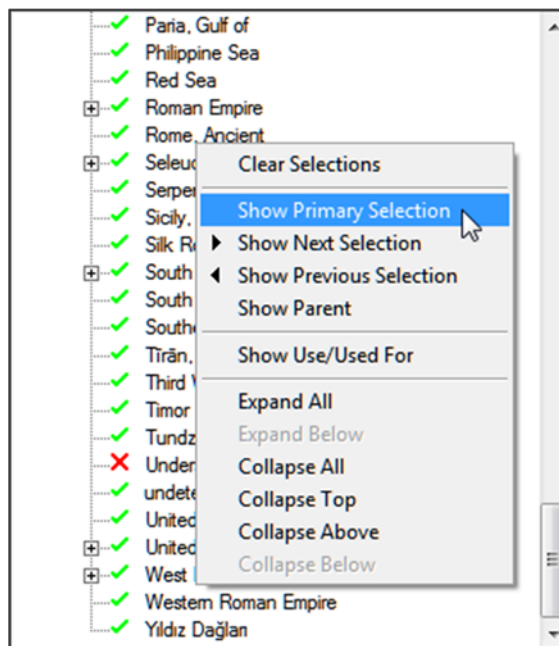 Paria, Gulf of
Philippine Sea
Red Sea
Roman Empire
Rome, Ancient
Seleuc
Serper
Sicily,
Silk R
South
South
Southe
Tīrān,
Third
Timor
Tundz
Under
undete
United
United
West
Western Roman Empire
Yıldız Dağları
Clear Selections
Show Primary Selection
Show Next Selection
Show Previous Selection
Show Parent
Show Use/Used For
Expand All
Expand Below
Collapse All
Collapse Top
Collapse Above
Collapse Below